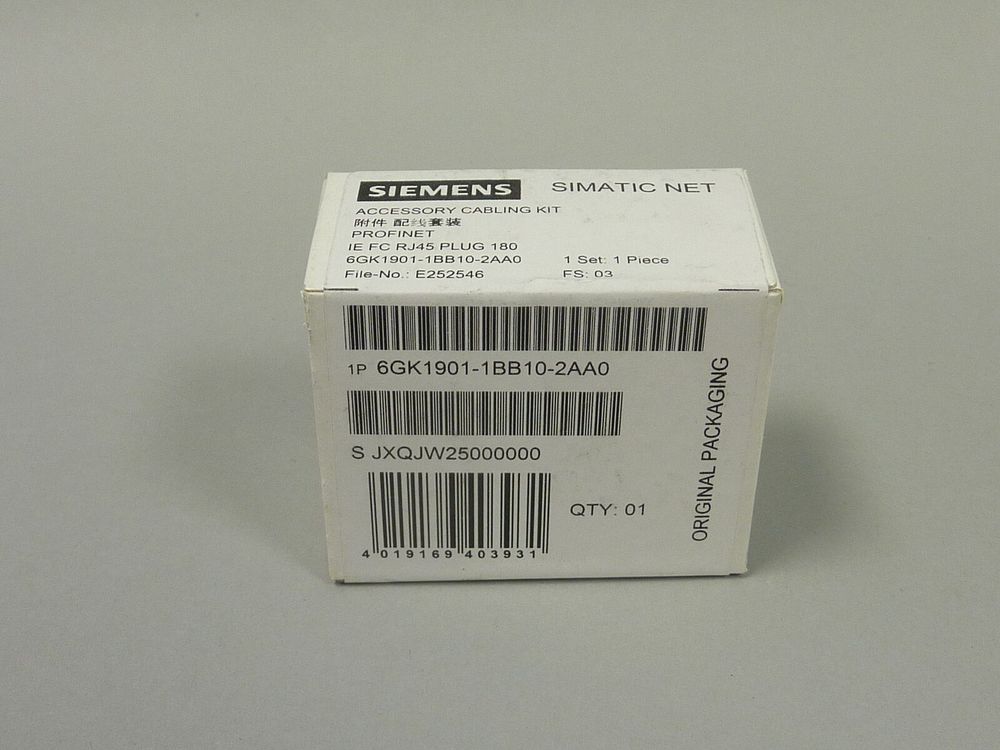 SIEMENS SIMATIC NET
ACCESSORY CABLING KIT
附件 配线套装
PROFINET
IE FC RJ45 PLUG 180
6GK1901-1BB10-2AA0 1 Set: 1 Piece
File-No.: E252546 FS: 03
1P 6GK1901-1BB10-2AA0
S JXQJW25000000
QTY: 01
4 019169 403931
ORIGINAL PACKAGING